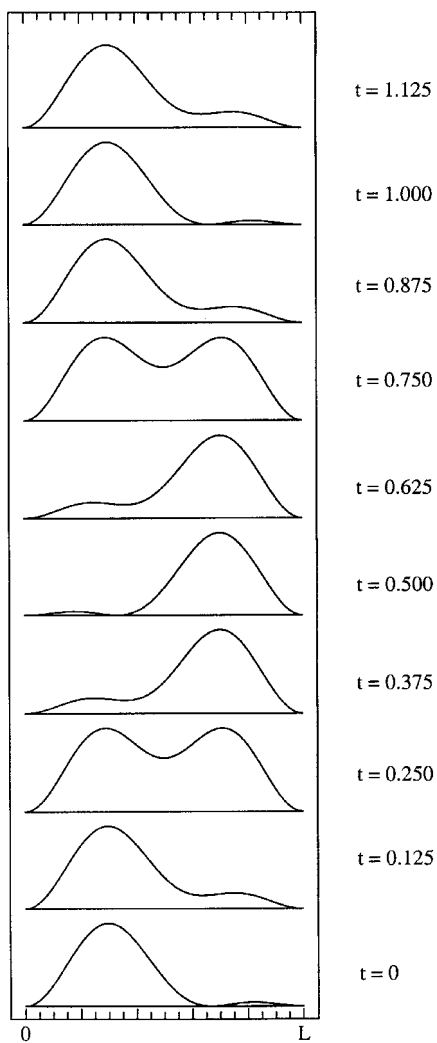 t = 1.125
t = 1.000
t = 0.875
t = 0.750
t = 0.625
t = 0.500
t = 0.375
t = 0.250
t = 0.125
t = 0
0 L